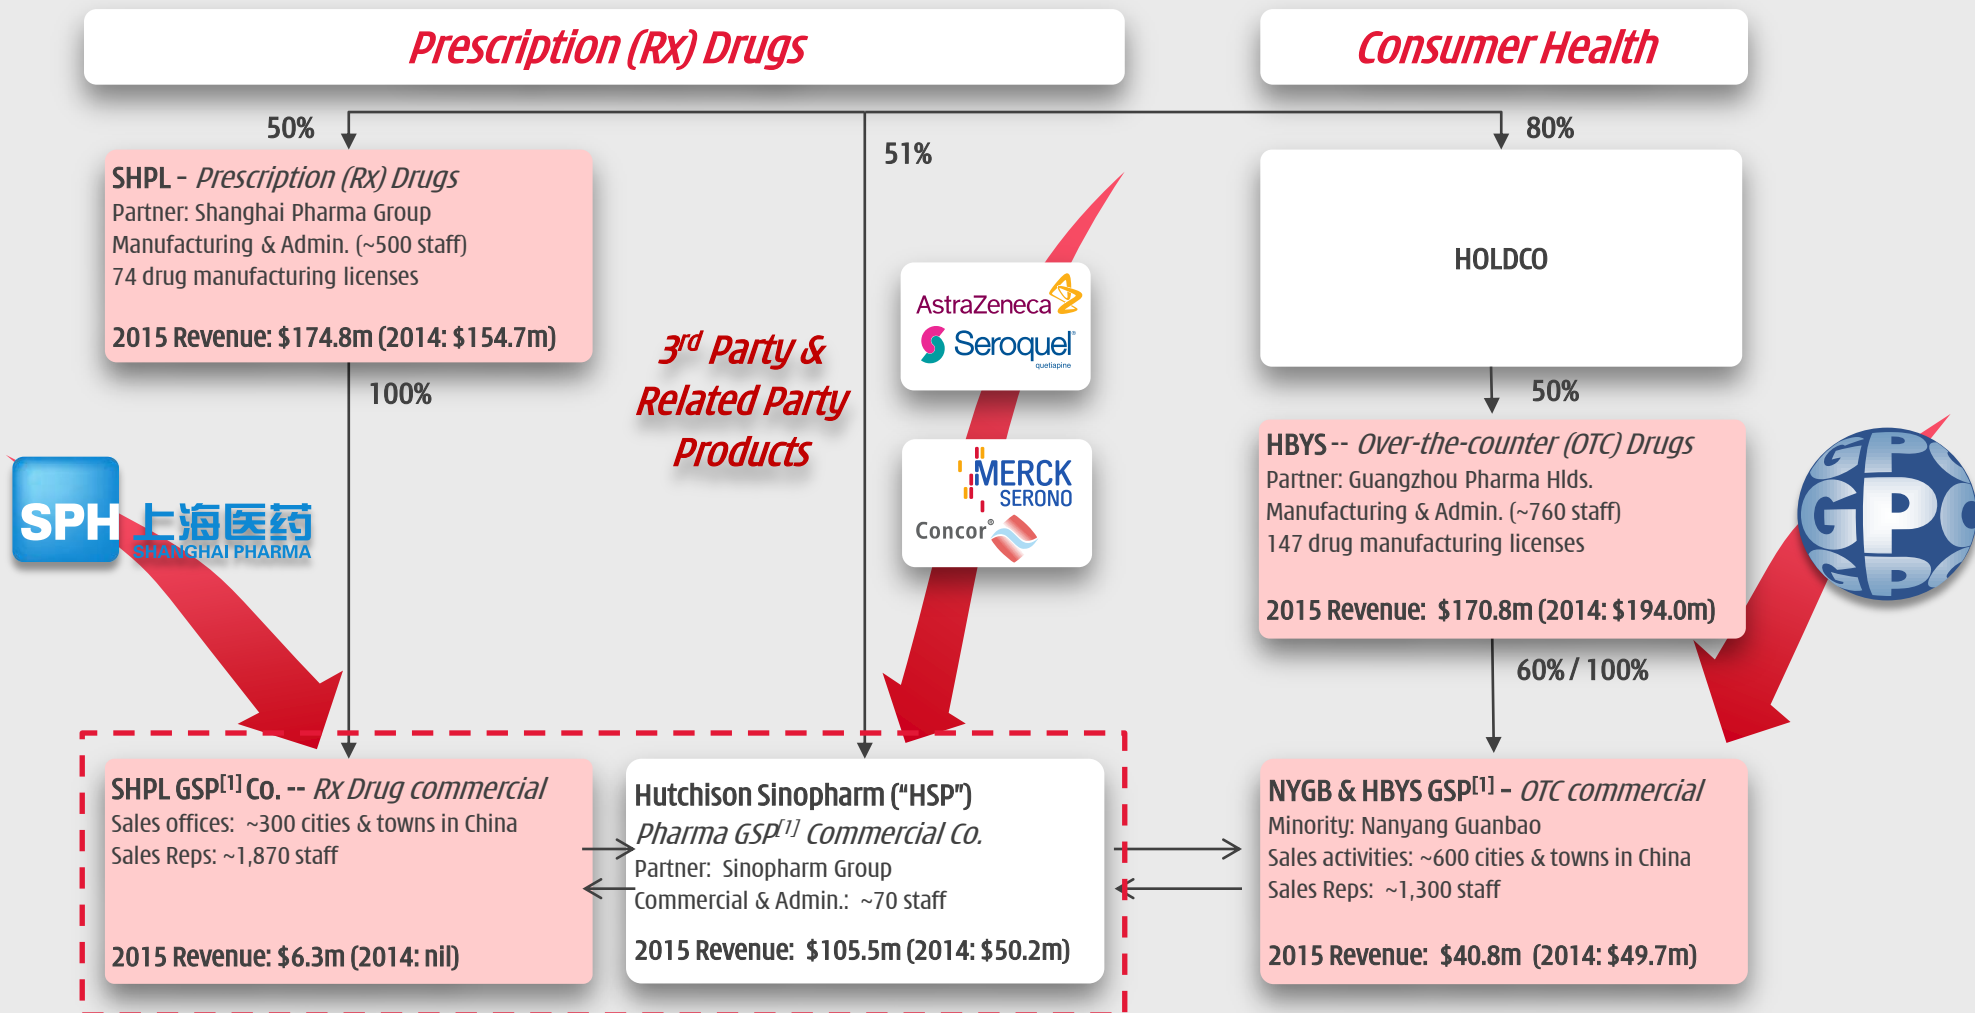 Prescription (Rx) Drugs
Consumer Health
50%
51%
80%
SHPL - Prescription (Rx) Drugs
Partner: Shanghai Pharma Group
Manufacturing & Admin. (~500 staff)
74 drug manufacturing licenses
2015 Revenue: $174.8m (2014: $154.7m)
100%
3rd Party &
Related Party
Products
AstraZeneca
Seroquel®
quetiapine
MERCK
SERONO
Concor®
HOLDCO
50%
HBYS -- Over-the-counter (OTC) Drugs
Partner: Guangzhou Pharma Hlds.
Manufacturing & Admin. (~760 staff)
147 drug manufacturing licenses
2015 Revenue: $170.8m (2014: $194.0m)
60% / 100%
SPH 上海医药
SHANGHAI PHARMA
GPC
GPC
GPC
SHPL GSP[1] Co. -- Rx Drug commercial
Sales offices: ~300 cities & towns in China
Sales Reps: ~1,870 staff
2015 Revenue: $6.3m (2014: nil)
Hutchison Sinopharm (“HSP”)
Pharma GSP[1] Commercial Co.
Partner: Sinopharm Group
Commercial & Admin.: ~70 staff
2015 Revenue: $105.5m (2014: $50.2m)
NYGB & HBYS GSP[1] – OTC commercial
Minority: Nanyang Guanbao
Sales activities: ~600 cities & towns in China
Sales Reps: ~1,300 staff
2015 Revenue: $40.8m (2014: $49.7m)